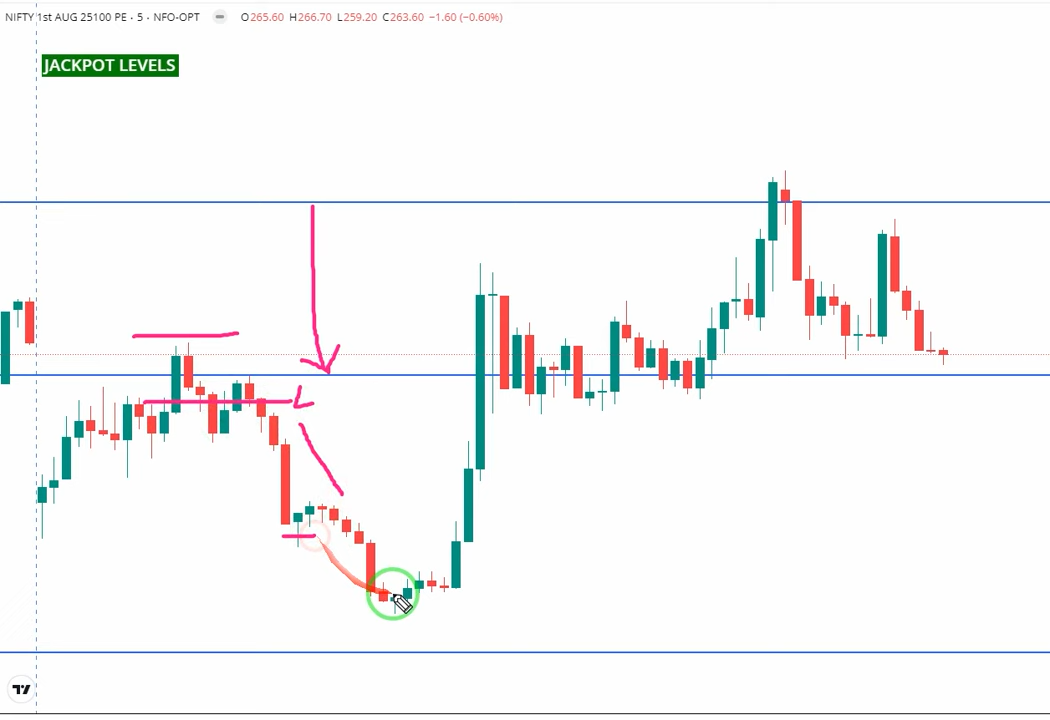 NIFTY 1st AUG 25100 PE · 5 · NFO-OPT O265.60 H266.70 L259.20 C263.60 −1.60 (−0.60%)
JACKPOT LEVELS